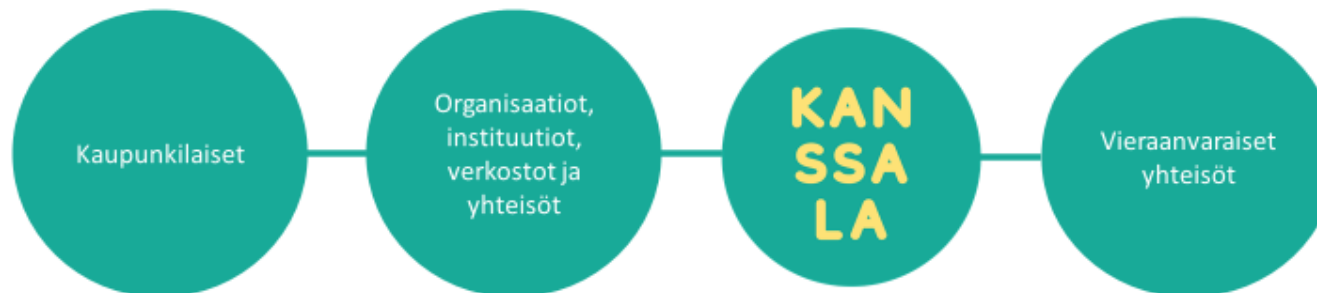 Kaupunkilaiset
Organisaatiot,
instituutiot,
verkostot ja
yhteisöt
KAN
SSA
LA
Vieraanvaraiset
yhteisöt